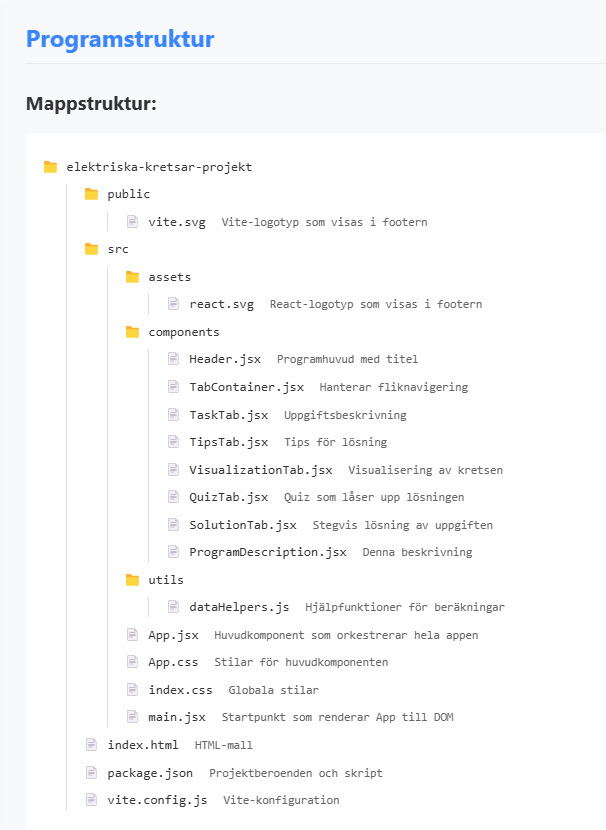 Programstruktur
Mappstruktur:
elektriska-kretsar-projekt
public
vite.svg Vite-logotyp som visas i footern
src
assets
react.svg React-logotyp som visas i footern
components
Header.jsx Programhuvud med titel
TabContainer.jsx Hanterar fliknavigering
TaskTab.jsx Uppgiftsbeskrivning
TipsTab.jsx Tips för lösning
VisualizationTab.jsx Visualisering av kretsen
QuizTab.jsx Quiz som låser upp lösningen
SolutionTab.jsx Stegvis lösning av uppgiften
ProgramDescription.jsx Denna beskrivning
utils
dataHelpers.js Hjälpfunktioner för beräkningar
App.jsx Huvudkomponent som orkestrerar hela appen
App.css Stilar för huvudkomponenten
index.css Globala stilar
main.jsx Startpunkt som renderar App till DOM
index.html HTML-mall
package.json Projektberoenden och skript
vite.config.js Vite-konfiguration